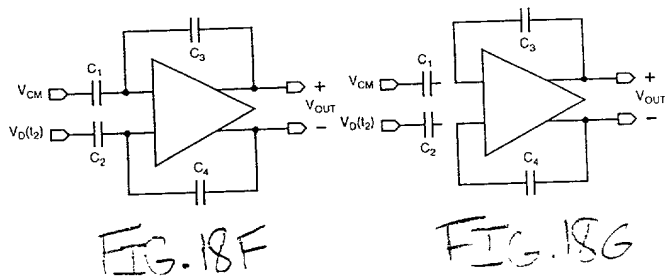 C3
C1
VCM
+
VOUT
VD(t2)
−
C2
C4
FIG. 18F
C3
C1
VCM
+
VOUT
VD(t2)
−
C2
C4
FIG. 18G